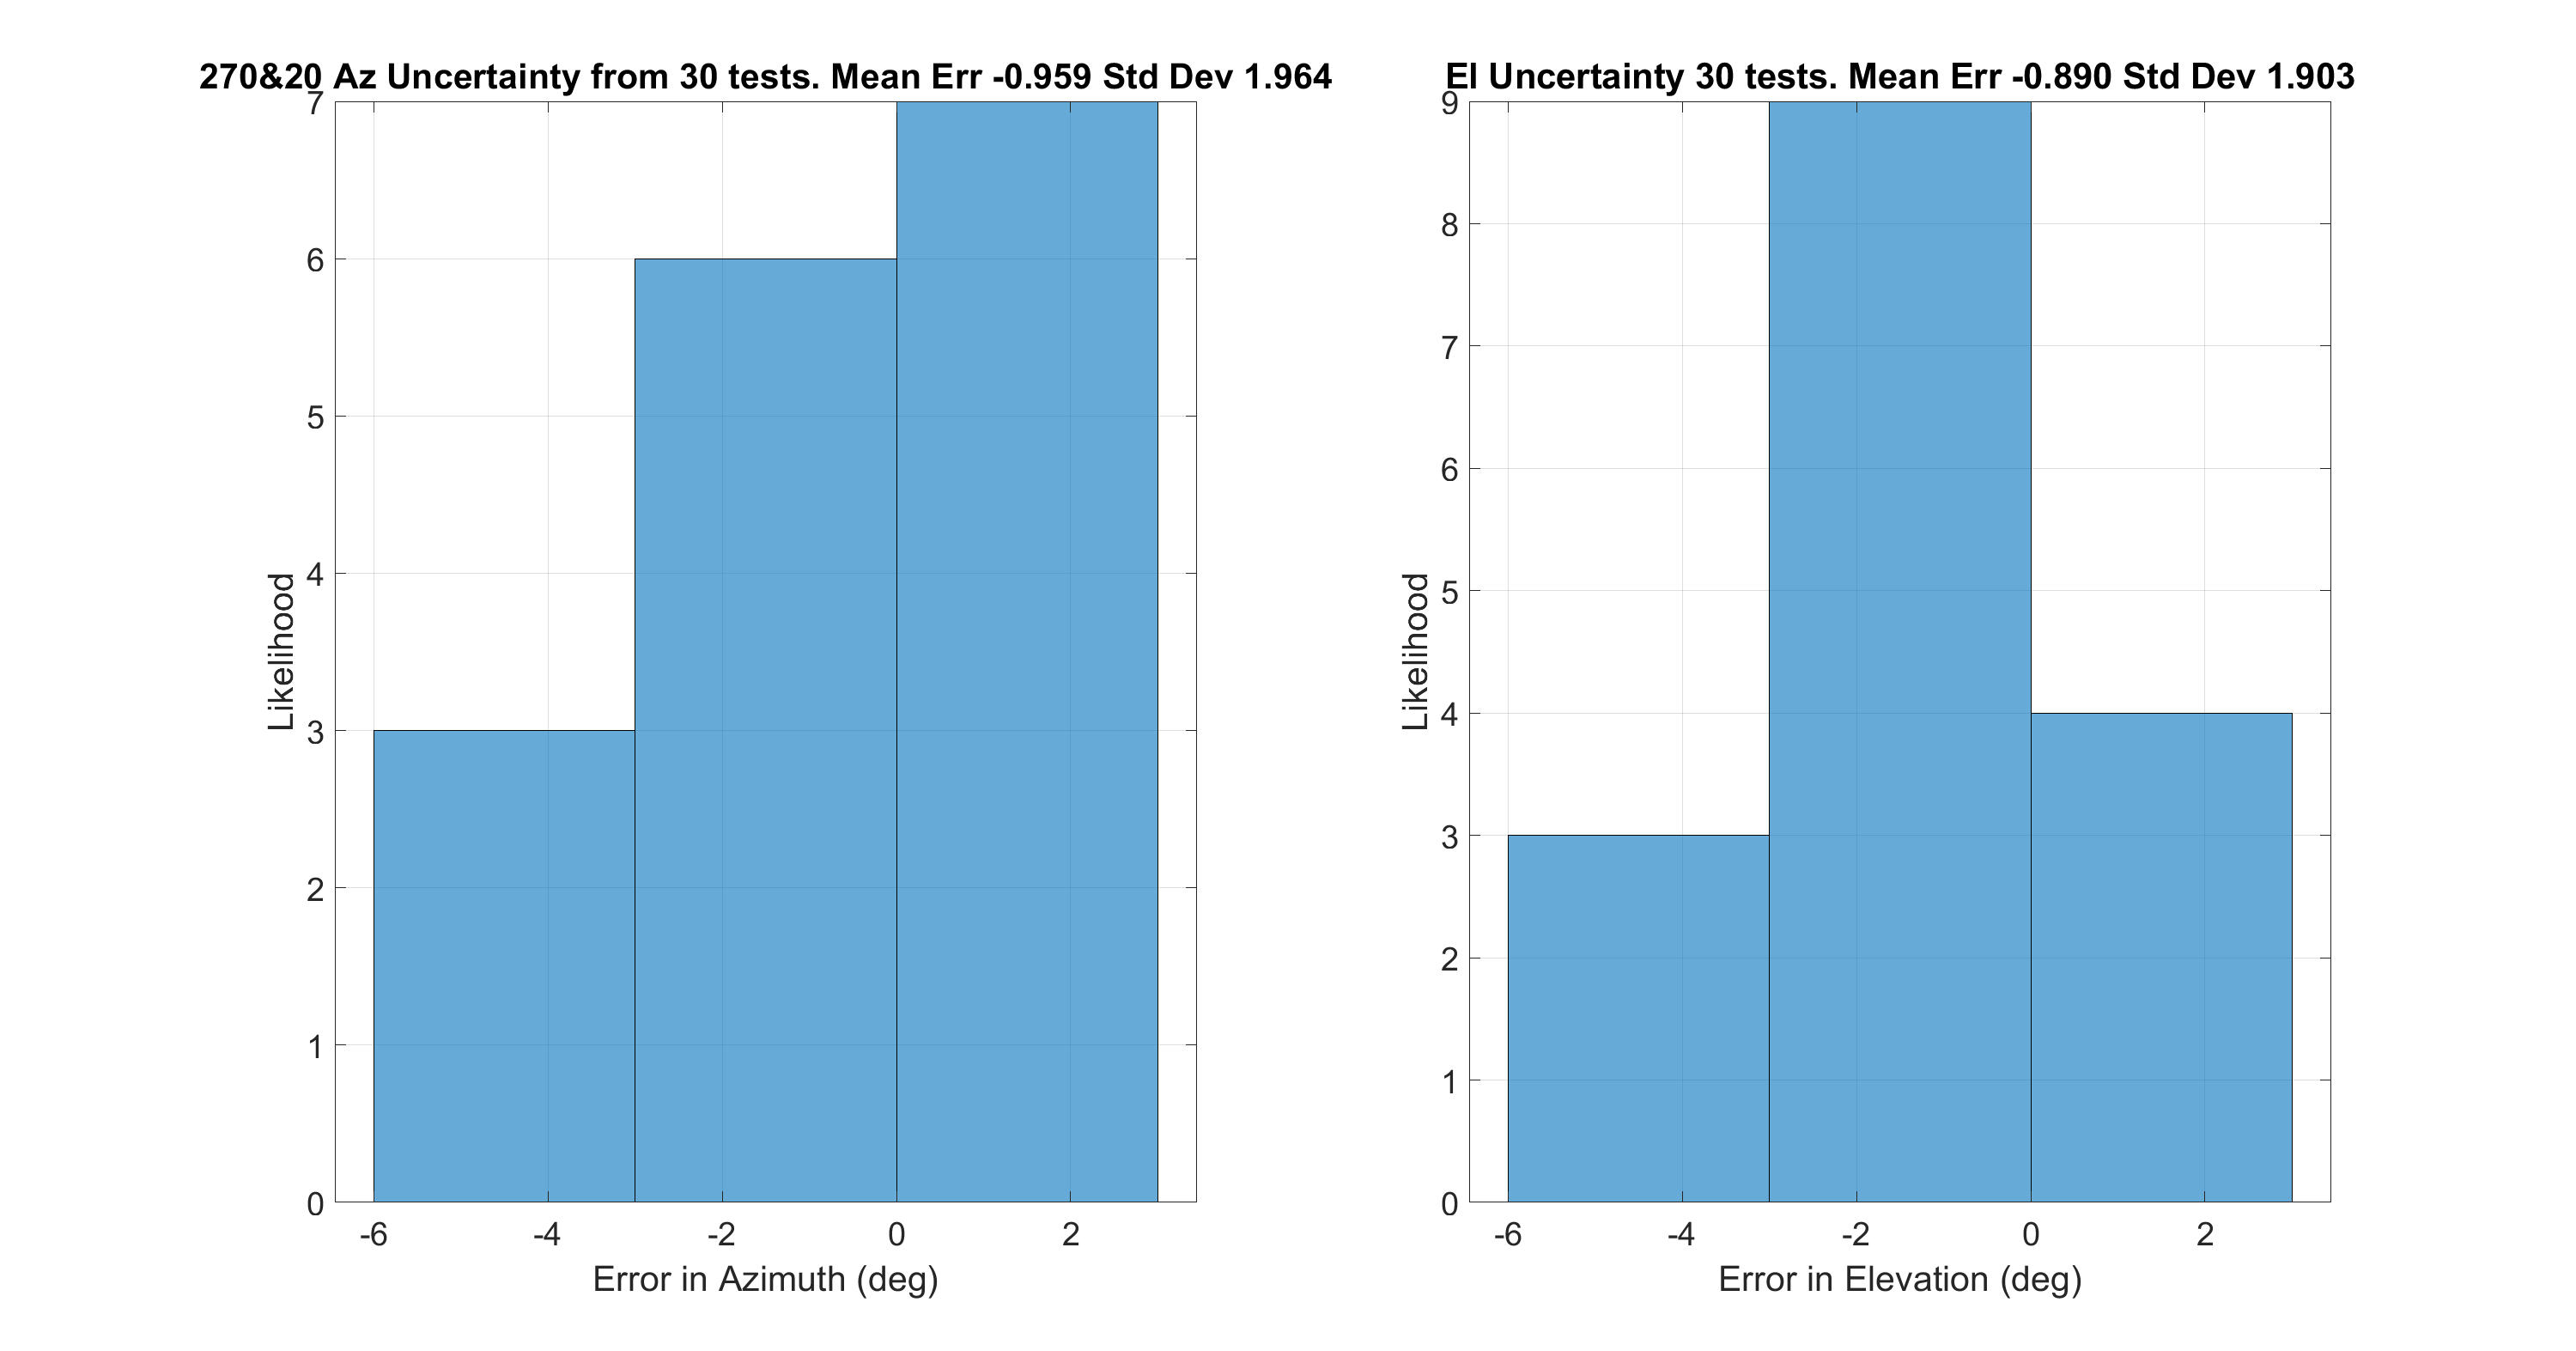 270&20 Az Uncertainty from 30 tests. Mean Err -0.959 Std Dev 1.964
7
6
5
4
3
2
1
0
Likelihood
-6 -4 -2 0 2
Error in Azimuth (deg)
El Uncertainty 30 tests. Mean Err -0.890 Std Dev 1.903
9
8
7
6
5
4
3
2
1
0
Likelihood
-6 -4 -2 0 2
Error in Elevation (deg)